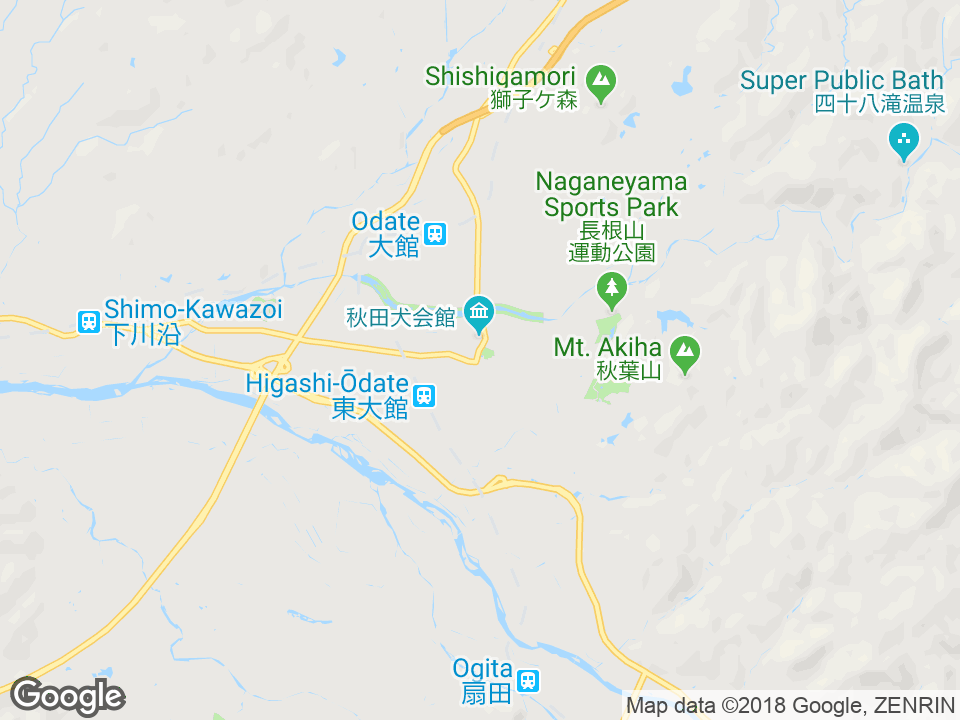 Shishigamori
獅子ケ森
Super Public Bath
四十八滝温泉
Naganeyama
Sports Park
長根山
運動公園
Odate
大館
Shimo-Kawazoi
下川沿
秋田犬会館
Mt. Akiha
秋葉山
Higashi-Ōdate
東大館
Ogita
扇田
Google
Map data ©2018 Google, ZENRIN